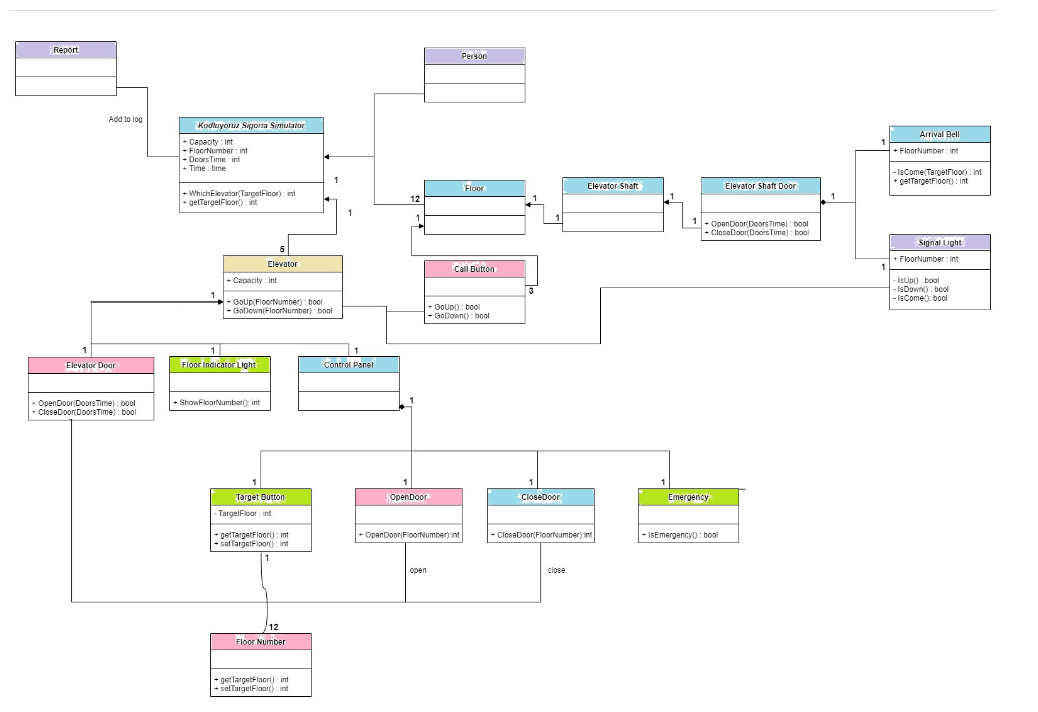 Report
Add to log
Kodluyoruz Sigorta Simulator
+ Capacity : int
+ FloorNumber : int
+ DoorsTime : int
+ Time : time
+ WhichElevator(TargetFloor) : int
+ getTargetFloor() : int
1
1
5
Person
12
Floor
1
1
1
Elevator Shaft
1
1
Elevator Shaft Door
+ OpenDoor(DoorsTime) : bool
+ CloseDoor(DoorsTime) : bool
1
1
Arrival Bell
+ FloorNumber : int
- IsCome(TargetFloor) : int
+ getTargetFloor() : int
1
Signal Light
+ FloorNumber : int
- IsUp() : bool
- IsDown() : bool
- IsCome(): bool
Call Button
+ GoUp() : bool
+ GoDown() : bool
3
Elevator
+ Capacity : int
+ GoUp(FloorNumber) : bool
+ GoDown(FloorNumber) : bool
1
1
1
1
Elevator Door
+ OpenDoor(DoorsTime) : bool
+ CloseDoor(DoorsTime) : bool
Floor Indicator Light
+ ShowFloorNumber(): int
Control Panel
1
1
1
1
1
Target Button
- TargetFloor : int
+ getTargetFloor() : int
+ setTargetFloor() : int
OpenDoor
+ OpenDoor(FloorNumber):int
CloseDoor
+ CloseDoor(FloorNumber):int
Emergency
+ IsEmergency() : bool
1
open
close
12
Floor Number
+ getTargetFloor() : int
+ setTargetFloor() : int